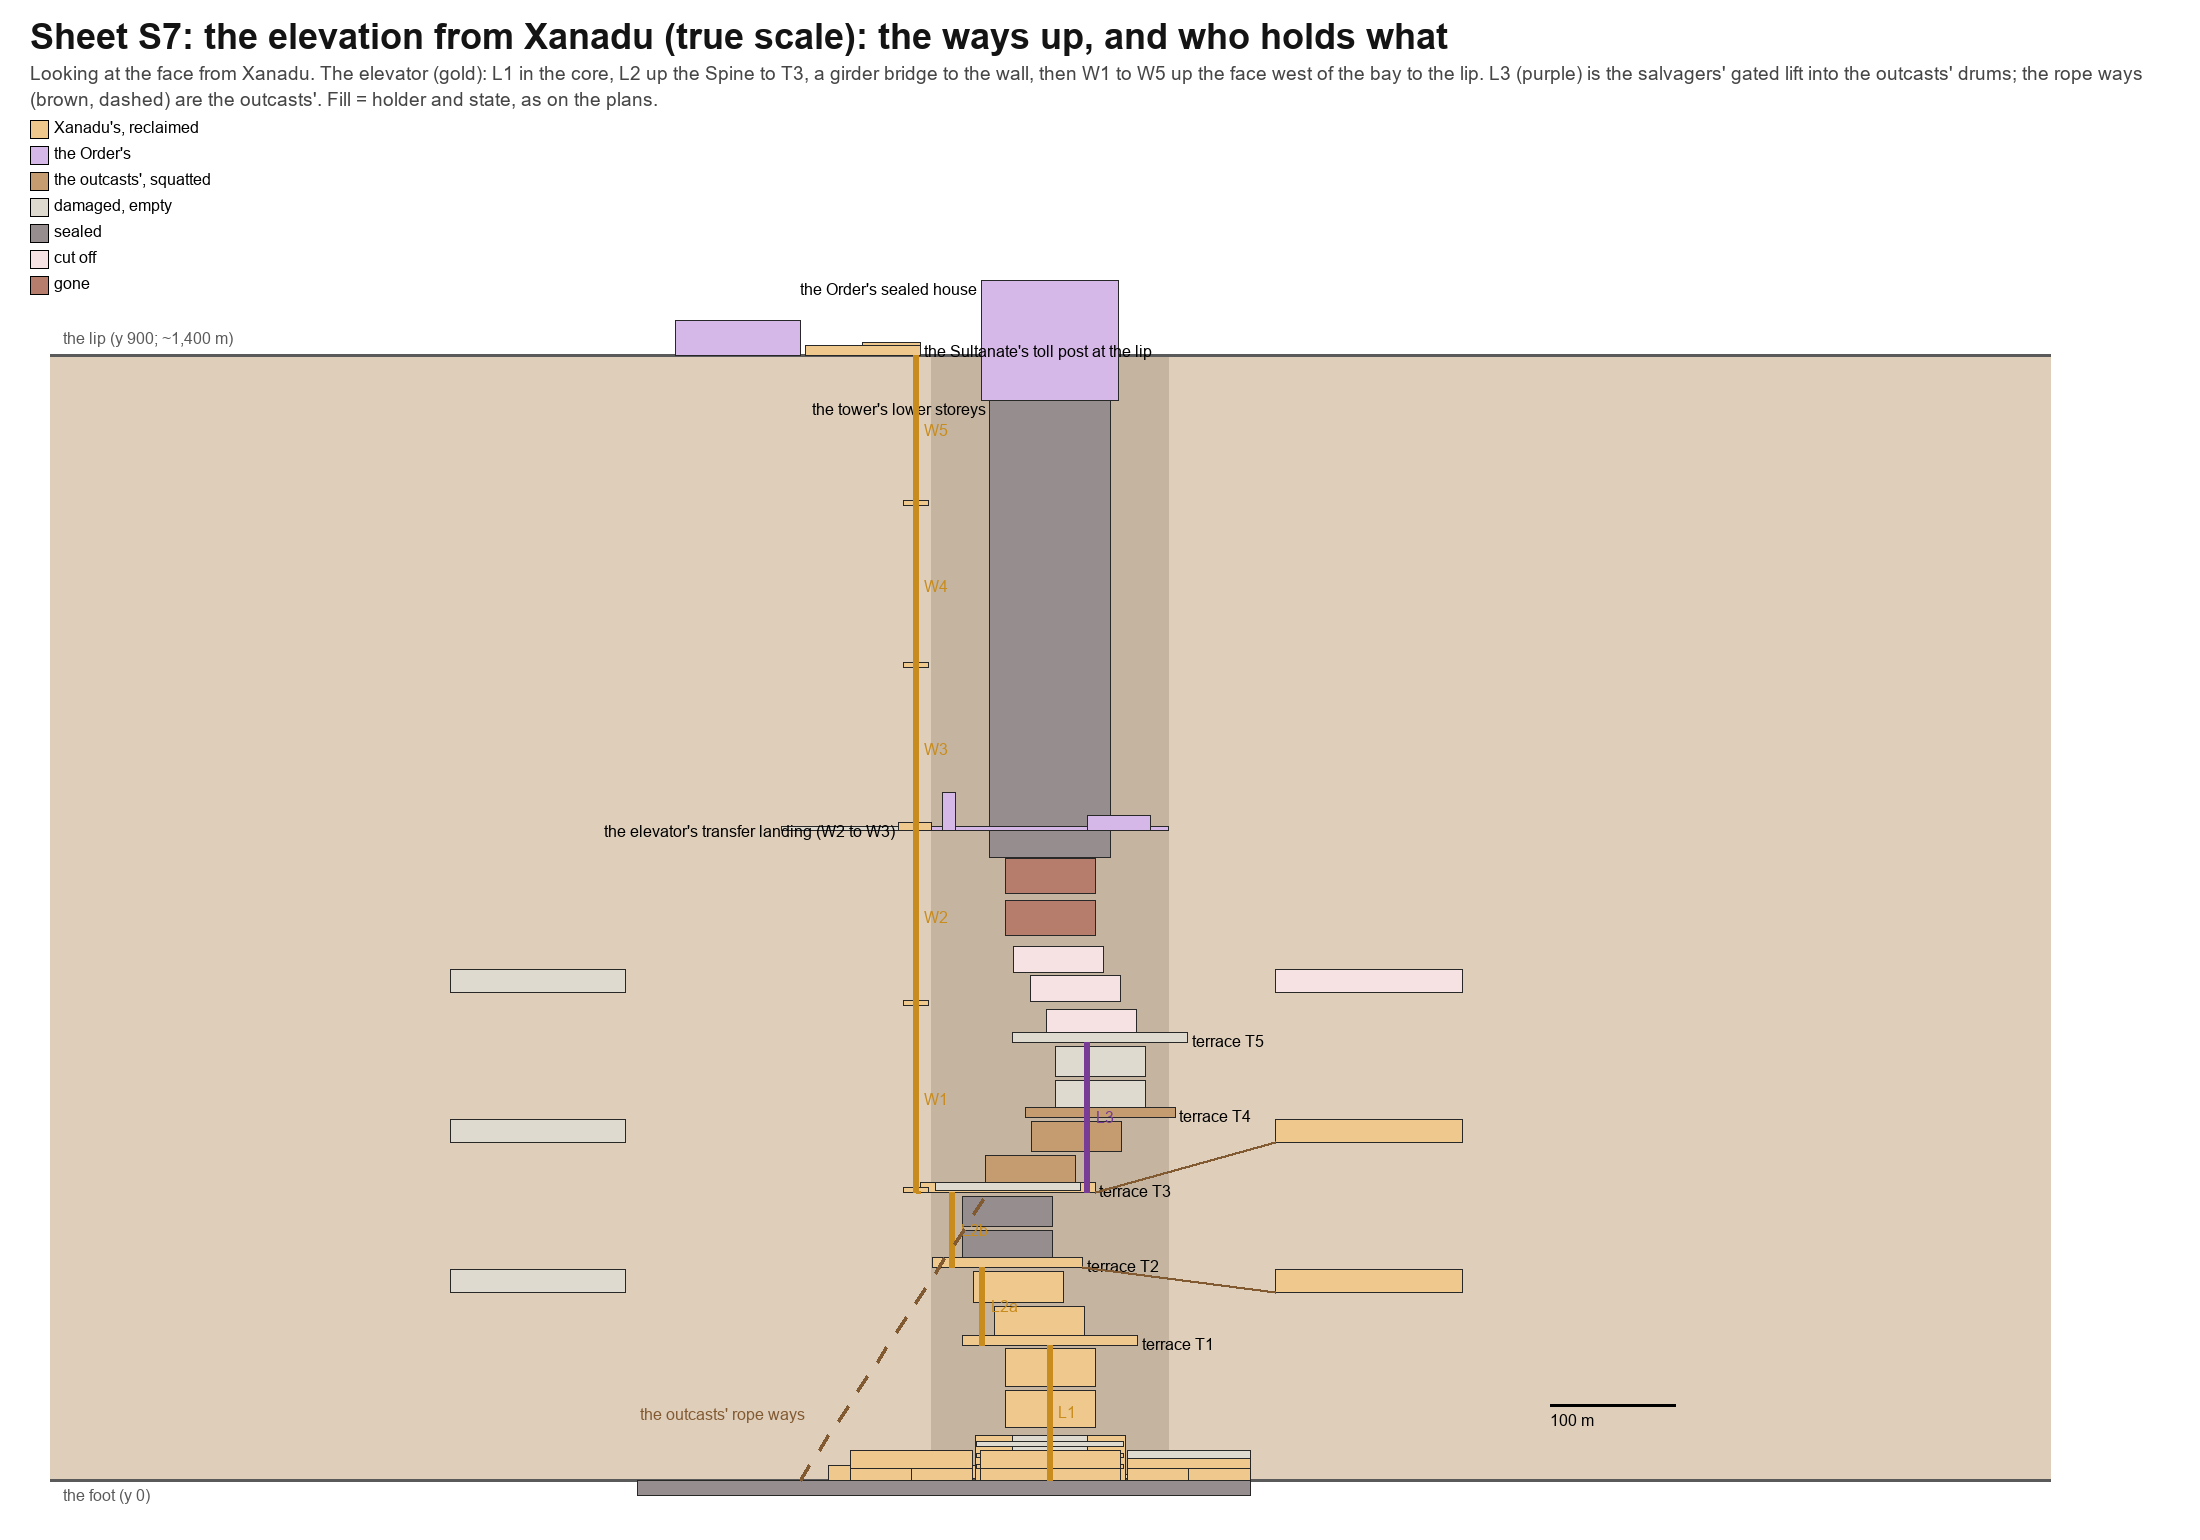 Sheet S7: the elevation from Xanadu (true scale): the ways up, and who holds what
Looking at the face from Xanadu. The elevator (gold): L1 in the core, L2 up the Spine to T3, a girder bridge to the wall, then W1 to W5 up the face west of the bay to the lip. L3 (purple) is the salvagers' gated lift into the outcasts' drums; the rope ways
(brown, dashed) are the outcasts'. Fill = holder and state, as on the plans.
Xanadu's, reclaimed
the Order's
the outcasts', squatted
damaged, empty
sealed
cut off
gone
the Order's sealed house
the lip (y 900; ~1,400 m)
the Sultanate's toll post at the lip
the tower's lower storeys
W5
W4
W3
the elevator's transfer landing (W2 to W3)
W2
terrace T5
W1
L3
terrace T4
terrace T3
L2b
terrace T2
L2a
terrace T1
the outcasts' rope ways
L1
100 m
the foot (y 0)